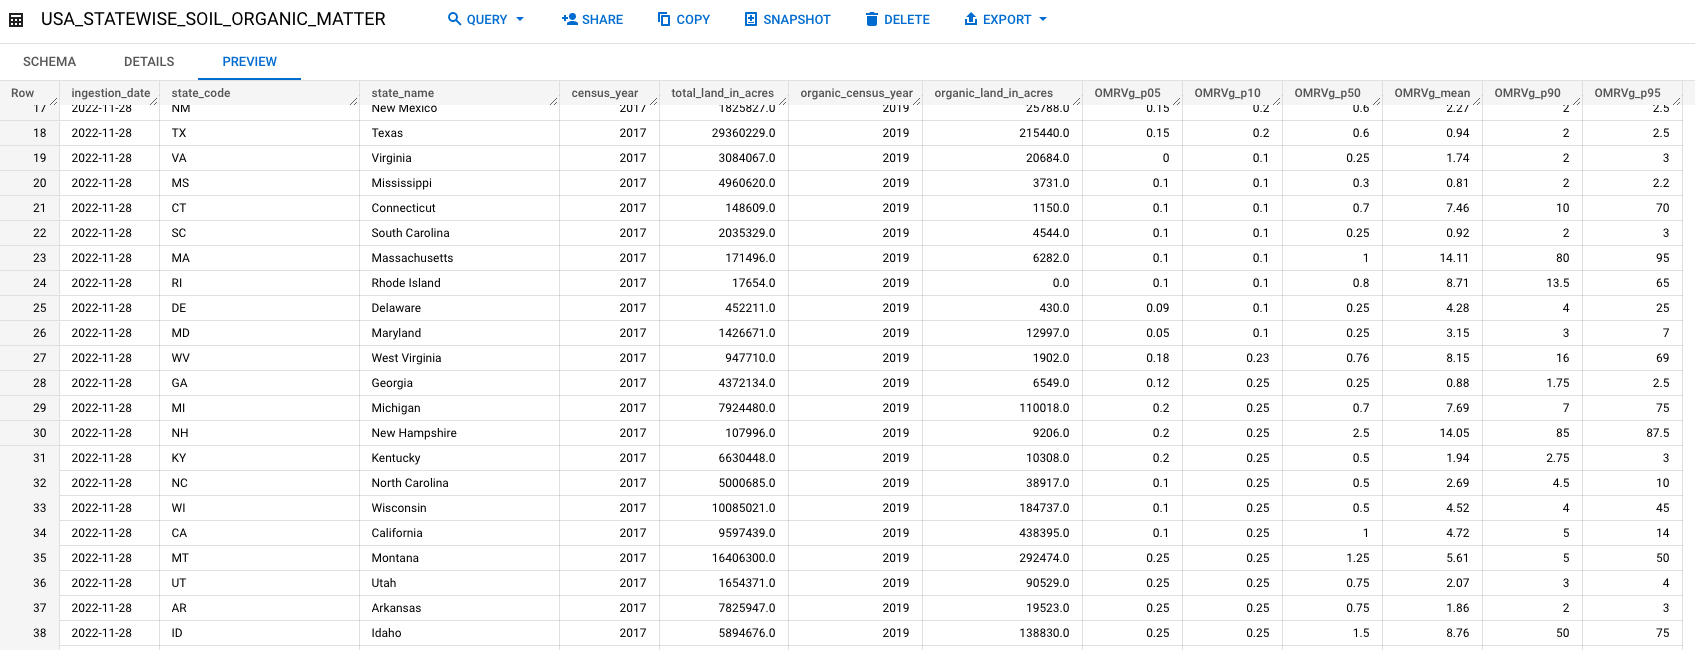 USA_STATEWISE_SOIL_ORGANIC_MATTER QUERY SHARE COPY SNAPSHOT DELETE EXPORT
SCHEMA DETAILS PREVIEW
Row ingestion_date state_code state_name census_year total_land_in_acres organic_census_year organic_land_in_acres OMRVg_p05 OMRVg_p10 OMRVg_p50 OMRVg_mean OMRVg_p90 OMRVg_p95
17 2022-11-28 NM New Mexico 2017 1825827.0 2019 25788.0 0.15 0.2 0.6 2.27 2 2.5
18 2022-11-28 TX Texas 2017 29360229.0 2019 215440.0 0.15 0.2 0.6 0.94 2 2.5
19 2022-11-28 VA Virginia 2017 3084067.0 2019 20684.0 0 0.1 0.25 1.74 2 3
20 2022-11-28 MS Mississippi 2017 4960620.0 2019 3731.0 0.1 0.1 0.3 0.81 2 2.2
21 2022-11-28 CT Connecticut 2017 148609.0 2019 1150.0 0.1 0.1 0.7 7.46 10 70
22 2022-11-28 SC South Carolina 2017 2035329.0 2019 4544.0 0.1 0.1 0.25 0.92 2 3
23 2022-11-28 MA Massachusetts 2017 171496.0 2019 6282.0 0.1 0.1 1 14.11 80 95
24 2022-11-28 RI Rhode Island 2017 17654.0 2019 0.0 0.1 0.1 0.8 8.71 13.5 65
25 2022-11-28 DE Delaware 2017 452211.0 2019 430.0 0.09 0.1 0.25 4.28 4 25
26 2022-11-28 MD Maryland 2017 1426671.0 2019 12997.0 0.05 0.1 0.25 3.15 3 7
27 2022-11-28 WV West Virginia 2017 947710.0 2019 1902.0 0.18 0.23 0.76 8.15 16 69
28 2022-11-28 GA Georgia 2017 4372134.0 2019 6549.0 0.12 0.25 0.25 0.88 1.75 2.5
29 2022-11-28 MI Michigan 2017 7924480.0 2019 110018.0 0.2 0.25 0.7 7.69 7 75
30 2022-11-28 NH New Hampshire 2017 107996.0 2019 9206.0 0.2 0.25 2.5 14.05 85 87.5
31 2022-11-28 KY Kentucky 2017 6630448.0 2019 10308.0 0.2 0.25 0.5 1.94 2.75 3
32 2022-11-28 NC North Carolina 2017 5000685.0 2019 38917.0 0.1 0.25 0.5 2.69 4.5 10
33 2022-11-28 WI Wisconsin 2017 10085021.0 2019 184737.0 0.1 0.25 0.5 4.52 4 45
34 2022-11-28 CA California 2017 9597439.0 2019 438395.0 0.1 0.25 1 4.72 5 14
35 2022-11-28 MT Montana 2017 16406300.0 2019 292474.0 0.25 0.25 1.25 5.61 5 50
36 2022-11-28 UT Utah 2017 1654371.0 2019 90529.0 0.25 0.25 0.75 2.07 3 4
37 2022-11-28 AR Arkansas 2017 7825947.0 2019 19523.0 0.25 0.25 0.75 1.86 2 3
38 2022-11-28 ID Idaho 2017 5894676.0 2019 138830.0 0.25 0.25 1.5 8.76 50 75